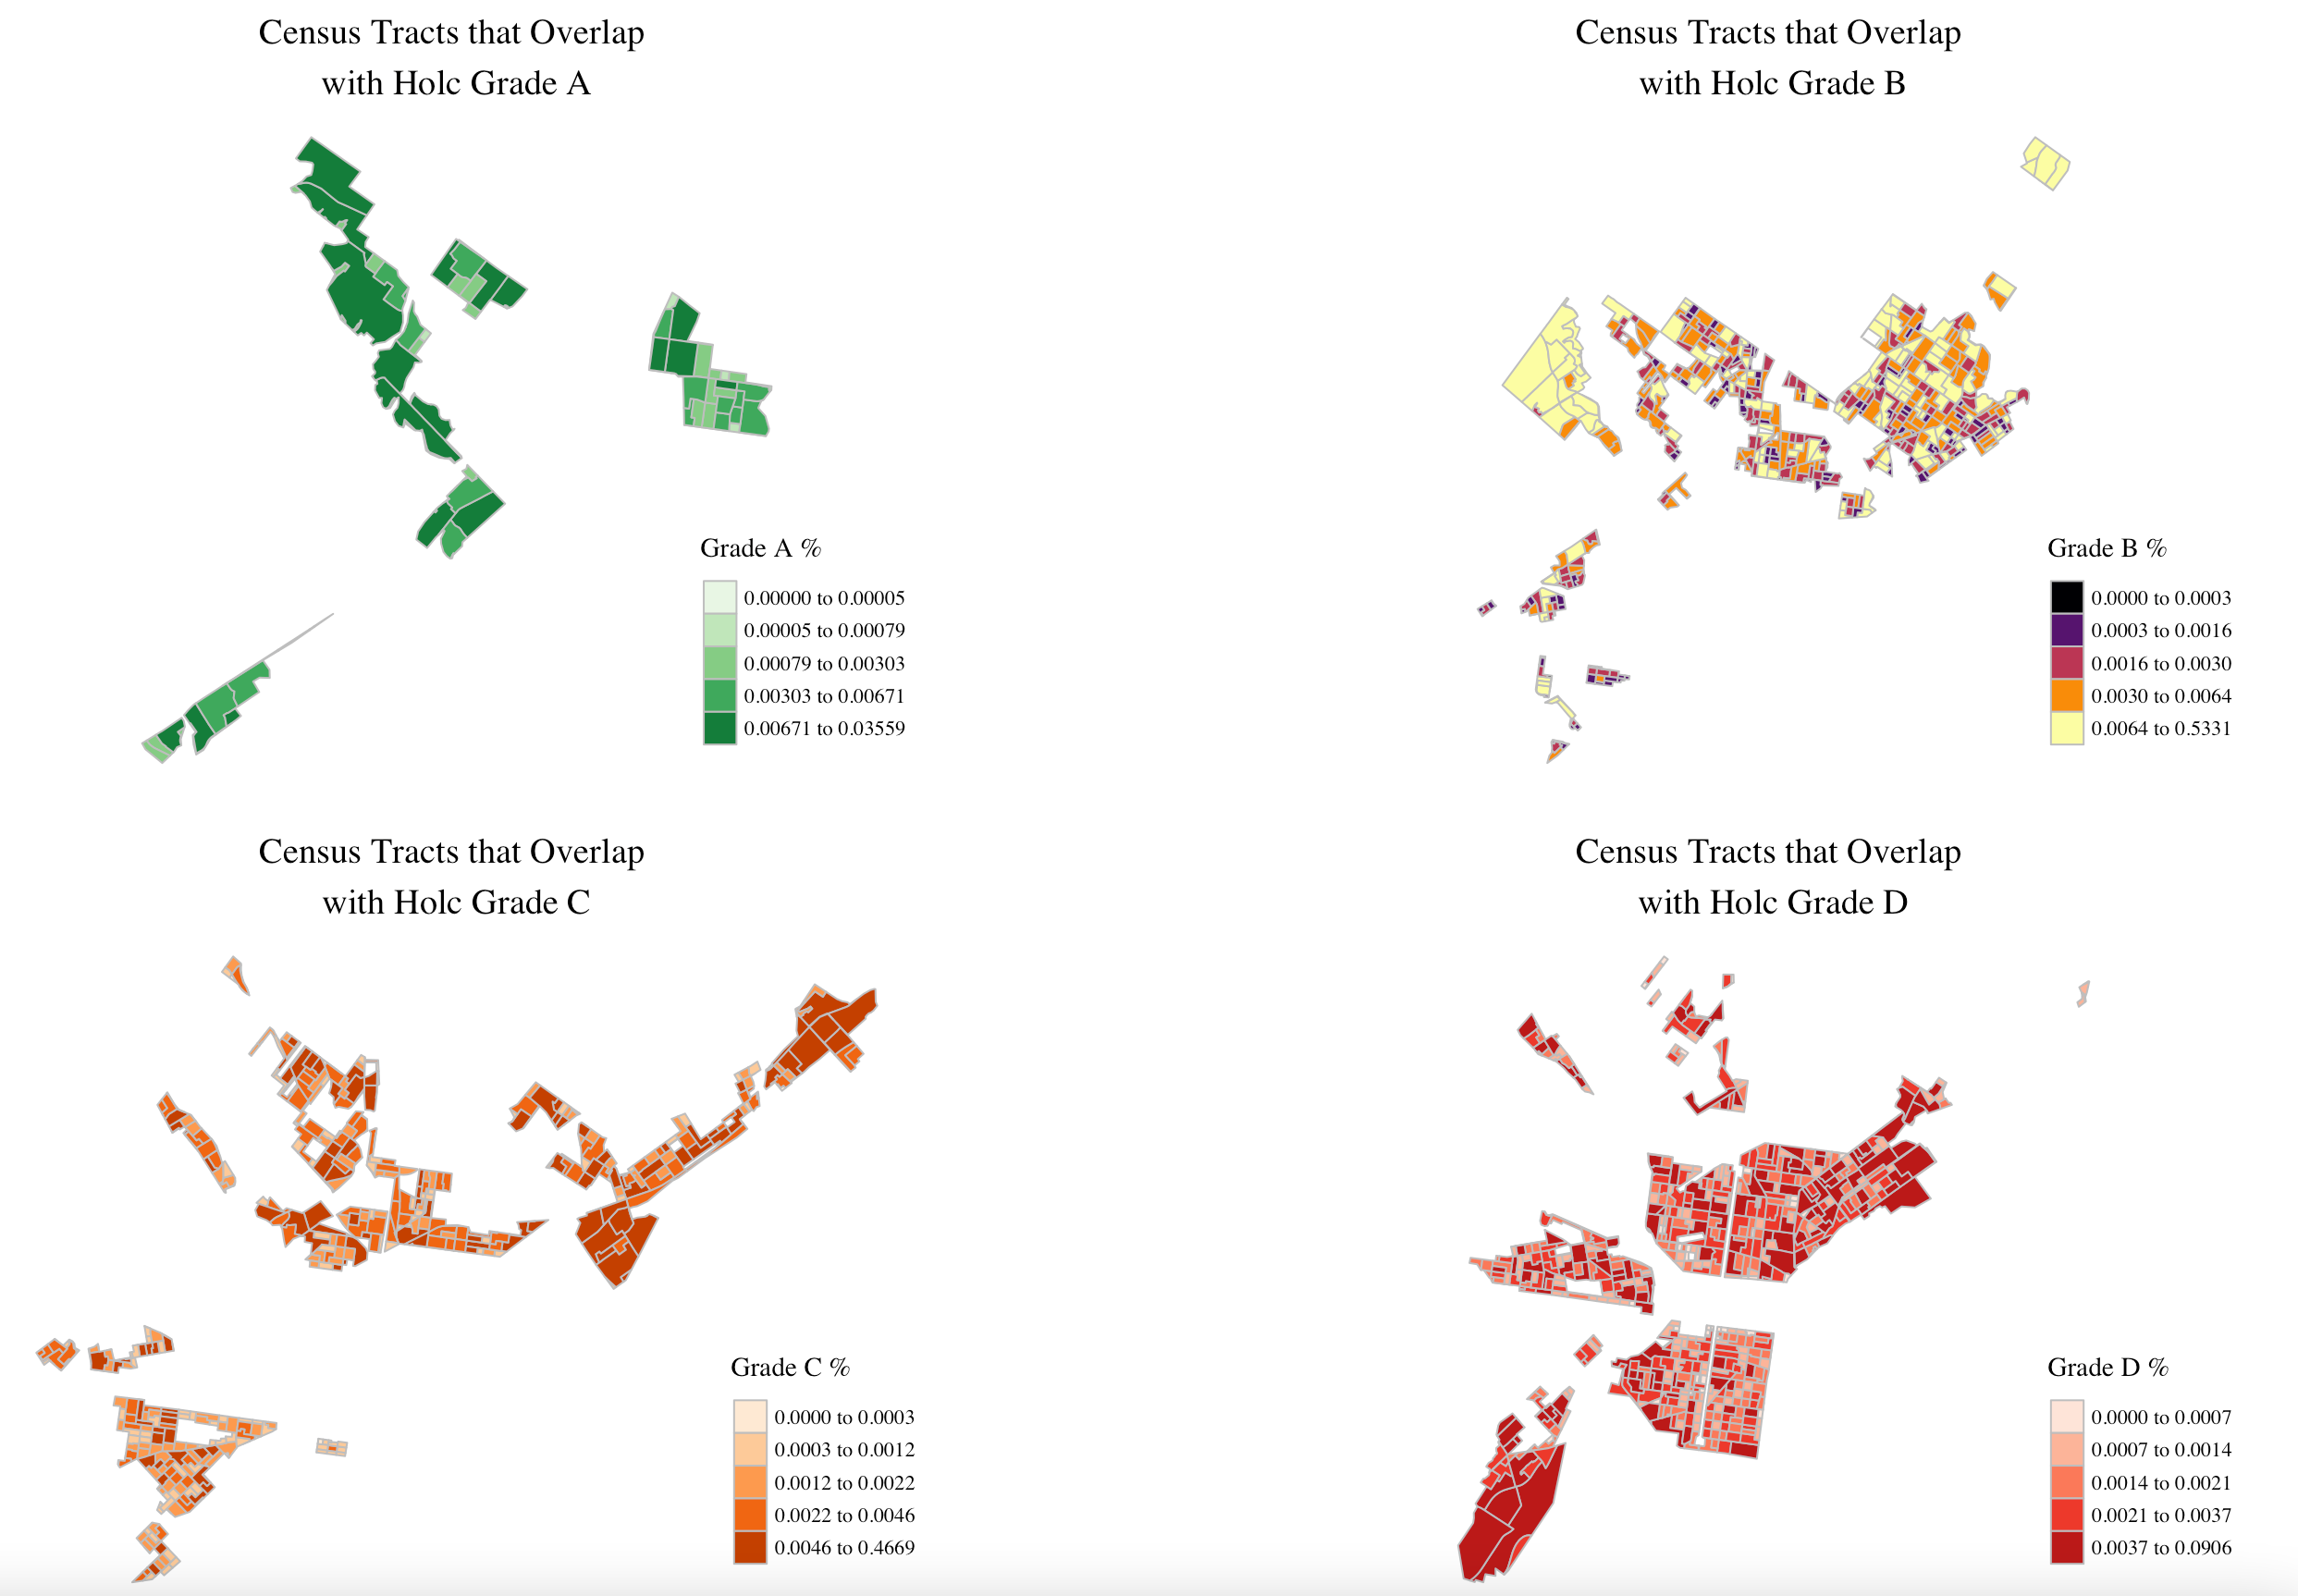 Census Tracts that Overlap
with Holc Grade A
Grade A %
0.00000 to 0.00005
0.00005 to 0.00079
0.00079 to 0.00303
0.00303 to 0.00671
0.00671 to 0.03559
Census Tracts that Overlap
with Holc Grade B
Grade B %
0.0000 to 0.0003
0.0003 to 0.0016
0.0016 to 0.0030
0.0030 to 0.0064
0.0064 to 0.5331
Census Tracts that Overlap
with Holc Grade C
Grade C %
0.0000 to 0.0003
0.0003 to 0.0012
0.0012 to 0.0022
0.0022 to 0.0046
0.0046 to 0.4669
Census Tracts that Overlap
with Holc Grade D
Grade D %
0.0000 to 0.0007
0.0007 to 0.0014
0.0014 to 0.0021
0.0021 to 0.0037
0.0037 to 0.0906